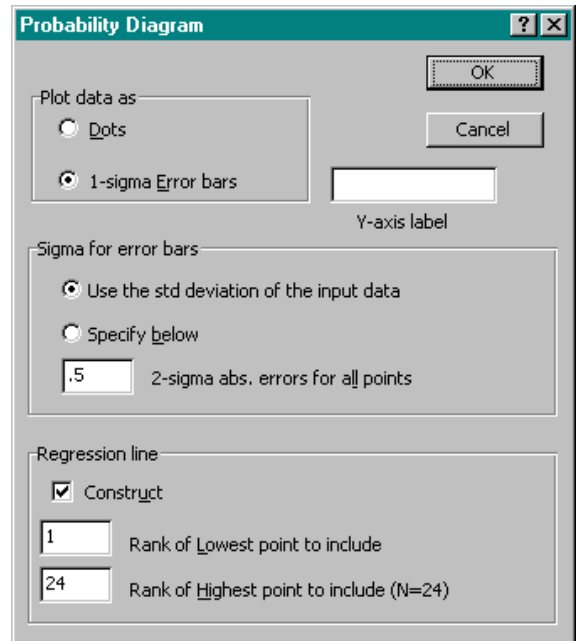 Probability Diagram
OK
Plot data as
Dots
Cancel
1-sigma Error bars
Y-axis label
Sigma for error bars
Use the std deviation of the input data
Specify below
.5 2-sigma abs. errors for all points
Regression line
Construct
1 Rank of Lowest point to include
24 Rank of Highest point to include (N=24)